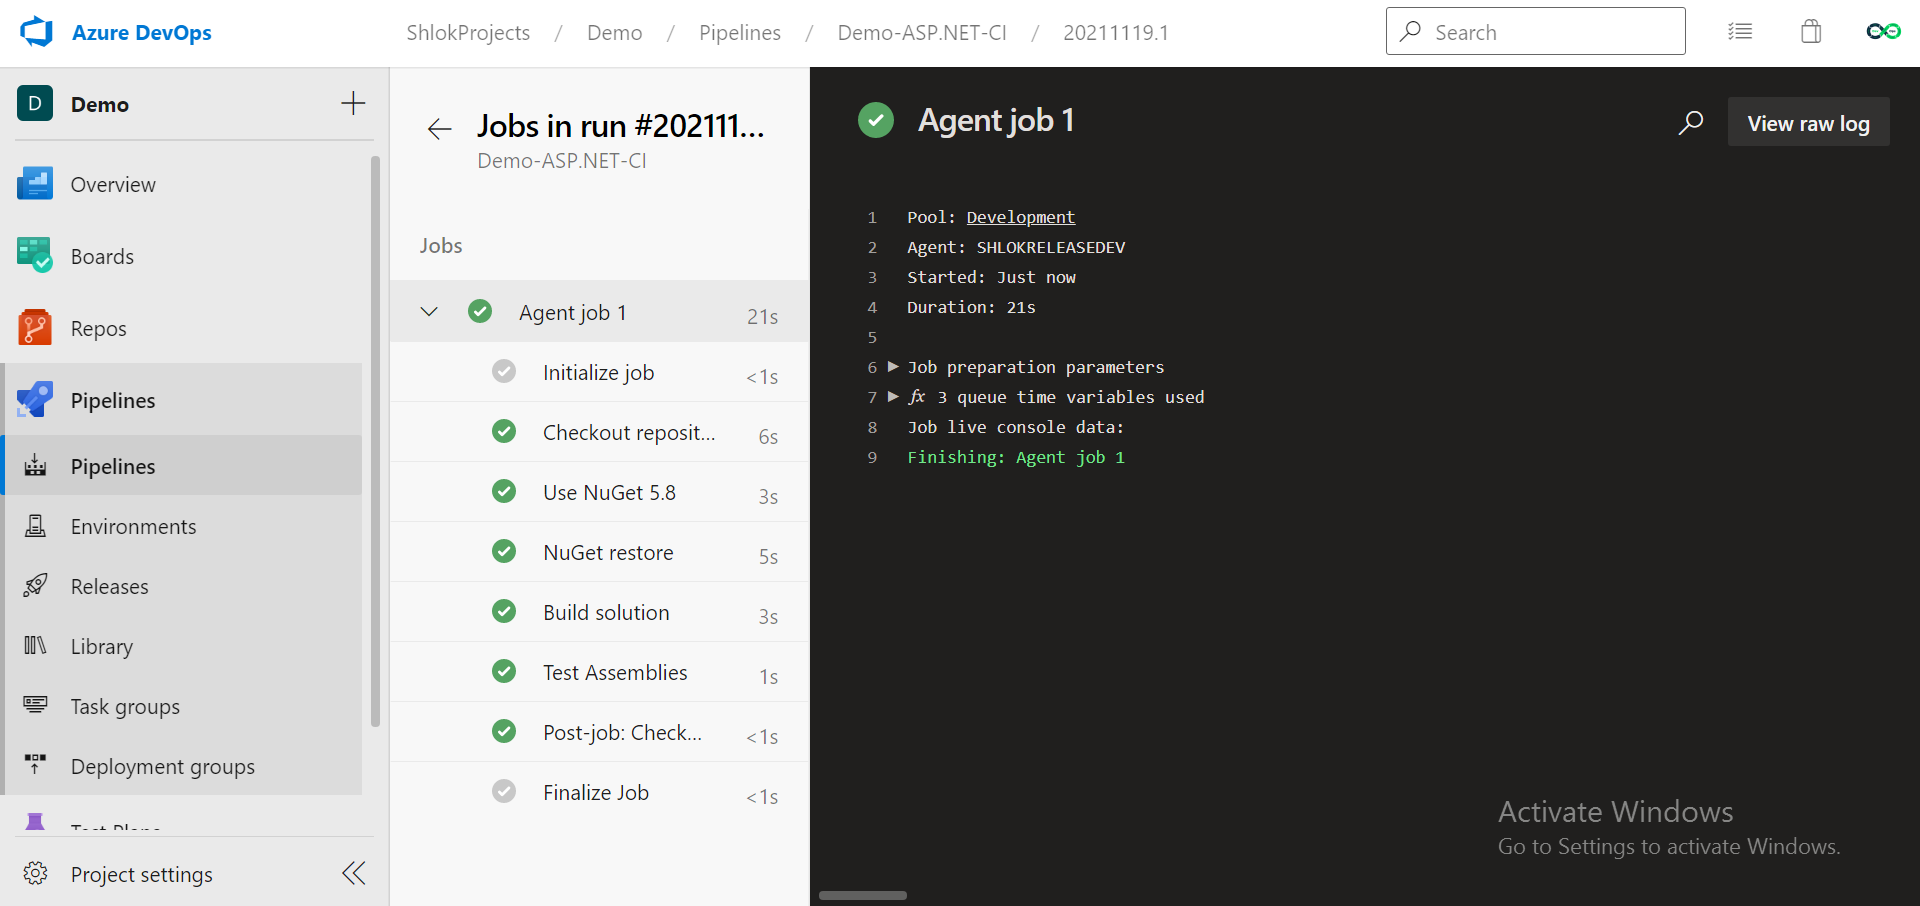 Azure DevOps
ShlokProjects / Demo / Pipelines / Demo-ASP.NET-CI / 20211119.1
Search
D Demo
Overview
Boards
Repos
Pipelines
Pipelines
Environments
Releases
Library
Task groups
Deployment groups
Test Plans
Project settings
Jobs in run #202111...
Demo-ASP.NET-CI
Jobs
Agent job 1 21s
Initialize job <1s
Checkout reposit... 6s
Use NuGet 5.8 3s
NuGet restore 5s
Build solution 3s
Test Assemblies 1s
Post-job: Check... <1s
Finalize Job <1s
Agent job 1
View raw log
1 Pool: Development
2 Agent: SHLOKRELEASEDEV
3 Started: Just now
4 Duration: 21s
5
6 Job preparation parameters
7 fx 3 queue time variables used
8 Job live console data:
9 Finishing: Agent job 1
Activate Windows
Go to Settings to activate Windows.